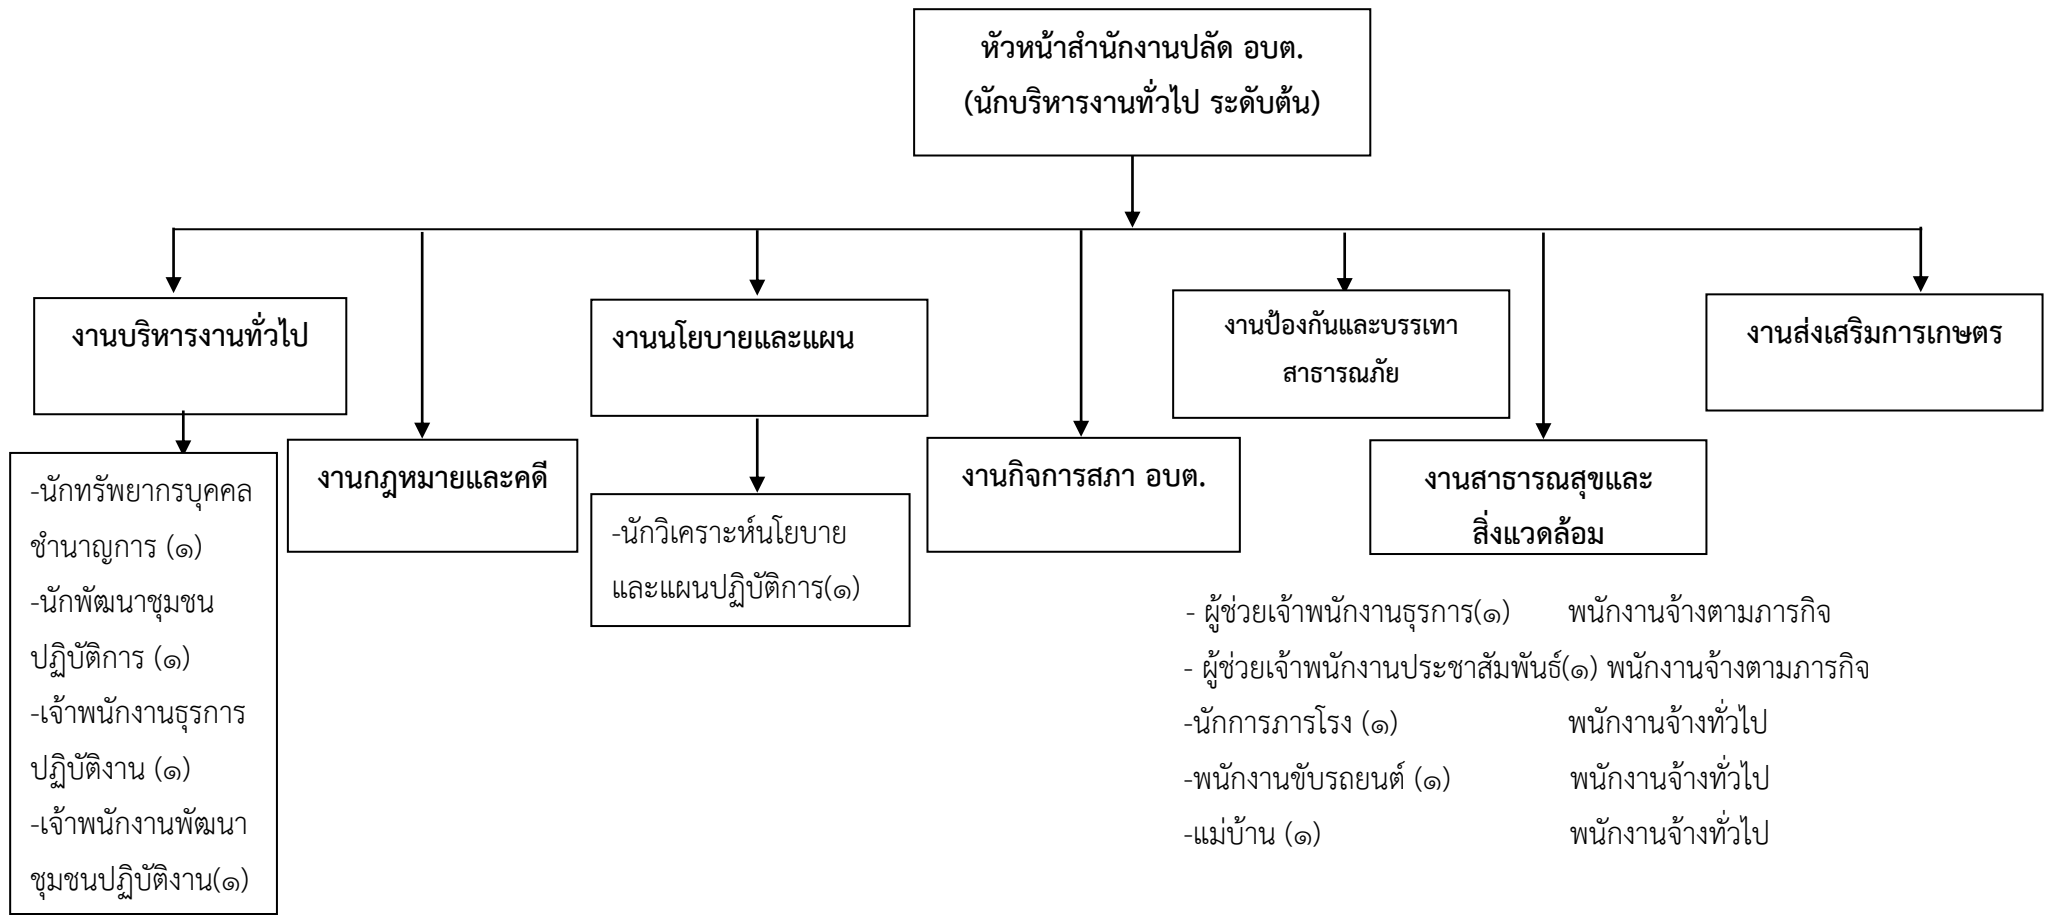 หัวหน้าสำนักงานปลัด อบต.
(นักบริหารงานทั่วไป ระดับต้น)
งานบริหารงานทั่วไป
งานนโยบายและแผน
งานป้องกันและบรรเทา
สาธารณภัย
งานส่งเสริมการเกษตร
งานกฎหมายและคดี
งานกิจการสภา อบต.
งานสาธารณสุขและ
สิ่งแวดล้อม
-นักทรัพยากรบุคคล
ชำนาญการ (๑)
-นักพัฒนาชุมชน
ปฏิบัติการ (๑)
-เจ้าพนักงานธุรการ
ปฏิบัติงาน (๑)
-เจ้าพนักงานพัฒนา
ชุมชนปฏิบัติงาน(๑)
-นักวิเคราะห์นโยบาย
และแผนปฏิบัติการ(๑)
- ผู้ช่วยเจ้าพนักงานธุรการ(๑) พนักงานจ้างตามภารกิจ
- ผู้ช่วยเจ้าพนักงานประชาสัมพันธ์(๑) พนักงานจ้างตามภารกิจ
-นักการภารโรง (๑) พนักงานจ้างทั่วไป
-พนักงานขับรถยนต์ (๑) พนักงานจ้างทั่วไป
-แม่บ้าน (๑) พนักงานจ้างทั่วไป